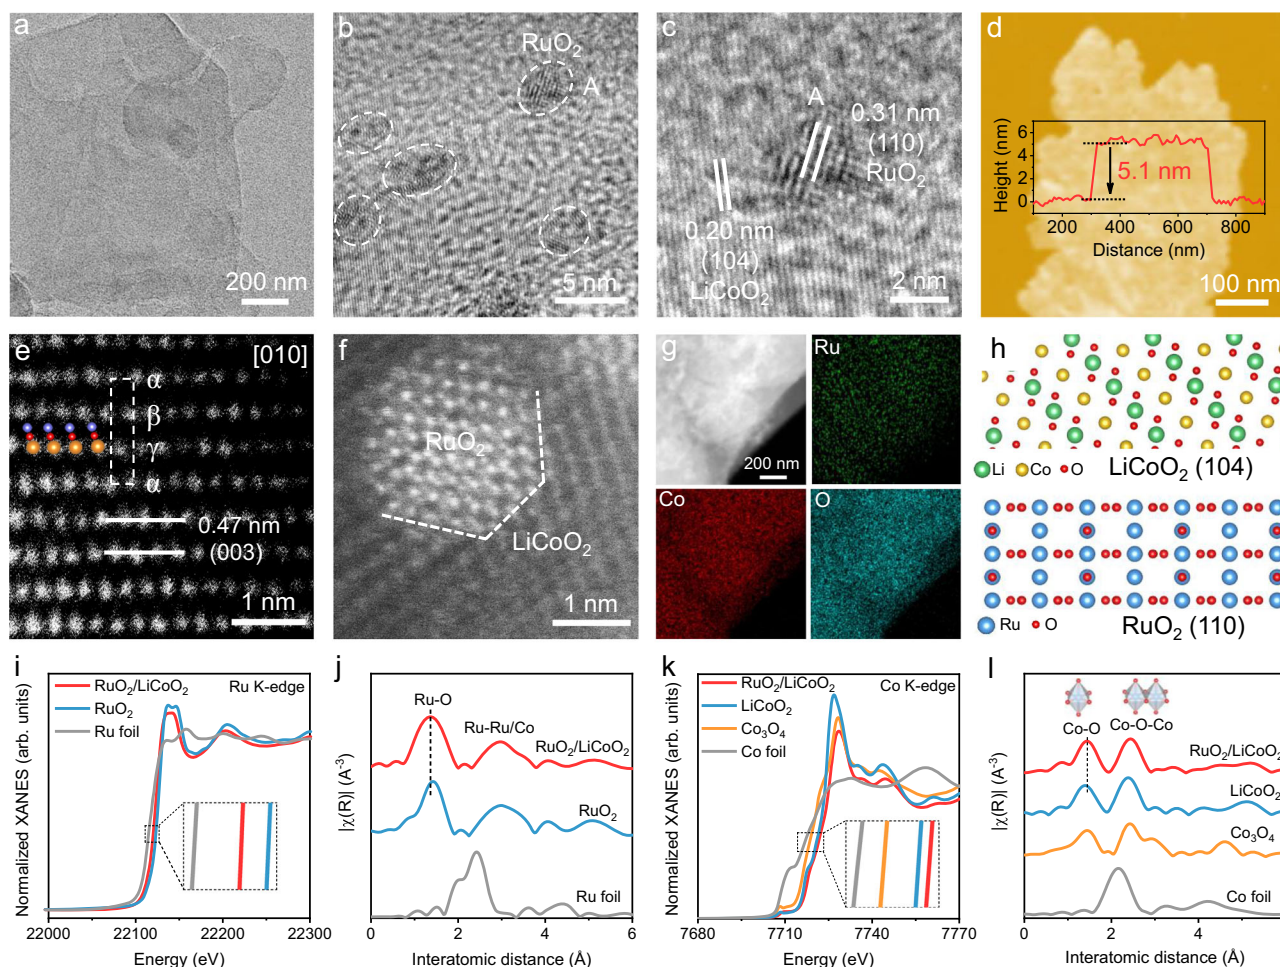 a
200 nm
b
RuO2
A
5 nm
c
A
0.31 nm
(110)
RuO2
0.20 nm
(104)
LiCoO2
2 nm
d
Height (nm)
6
4
2
0
5.1 nm
200 400 600 800
Distance (nm)
100 nm
e
[010]
α
β
γ
α
0.47 nm
(003)
1 nm
f
RuO2
LiCoO2
1 nm
g
200 nm
Ru
Co
O
h
Li Co O
LiCoO2 (104)
Ru O
RuO2 (110)
i
RuO2/LiCoO2
RuO2
Ru foil
Ru K-edge
Normalized XANES (arb. units)
22000 22100 22200 22300
Energy (eV)
j
Ru-O
Ru-Ru/Co
RuO2/LiCoO2
RuO2
Ru foil
|χ(R)| (A-3)
0 2 4 6
Interatomic distance (Å)
k
RuO2/LiCoO2
LiCoO2
Co3O4
Co foil
Co K-edge
Normalized XANES (arb. units)
7680 7710 7740 7770
Energy (eV)
l
Co-O
Co-O-Co
RuO2/LiCoO2
LiCoO2
Co3O4
Co foil
|χ(R)| (A-3)
0 2 4
Interatomic distance (Å)